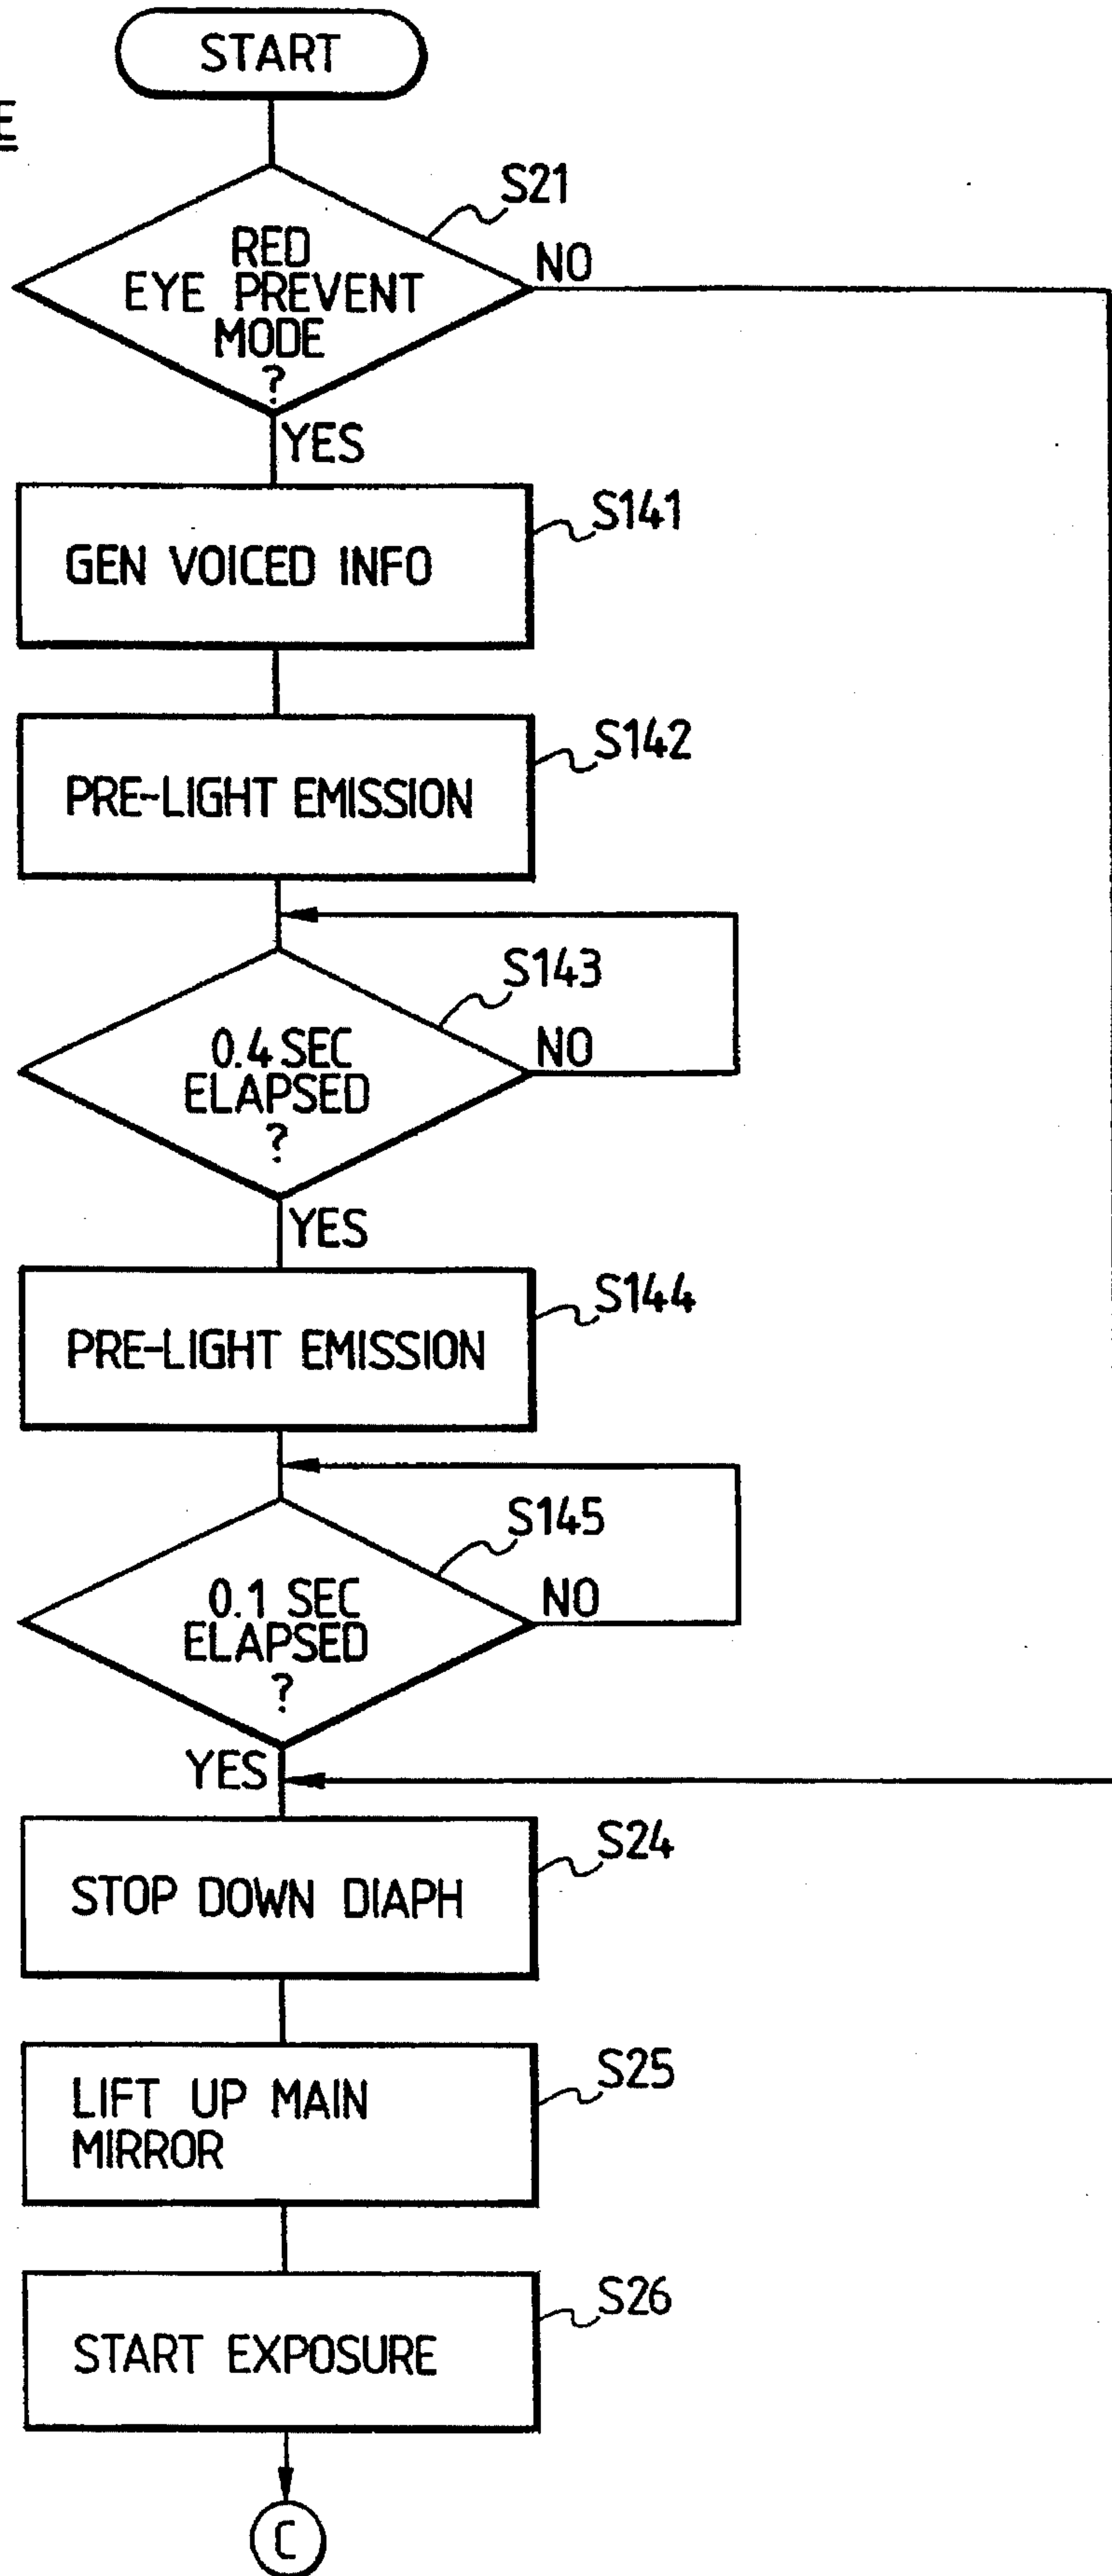 START
S21
RED
EYE PREVENT
MODE
?
NO
YES
S141
GEN VOICED INFO
S142
PRE-LIGHT EMISSION
S143
0.4 SEC
ELAPSED
?
NO
YES
S144
PRE-LIGHT EMISSION
S145
0.1 SEC
ELAPSED
?
NO
YES
S24
STOP DOWN DIAPH
S25
LIFT UP MAIN
MIRROR
S26
START EXPOSURE
C